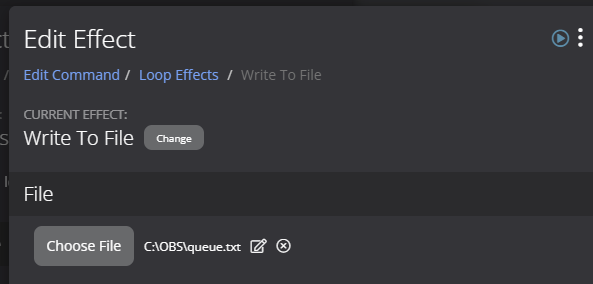 Edit Effect
Edit Command / Loop Effects / Write To File
CURRENT EFFECT:
Write To File Change
File
Choose File C:\OBS\queue.txt